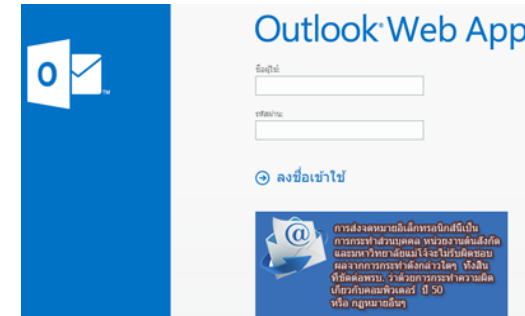 Outlook Web App
ชื่อผู้ใช้:
รหัสผ่าน:
ลงชื่อเข้าใช้
การส่งจดหมายอิเล็กทรอนิกส์นี้เป็น
การกระทำส่วนบุคคล หน่วยงานต้นสังกัด
และมหาวิทยาลัยแม่โจ้จะไม่รับผิดชอบ
ผลจากการกระทำดังกล่าวใดๆ ทั้งสิ้น
ที่ขัดต่อพรบ. ว่าด้วยการกระทำความผิด
เกี่ยวกับคอมพิวเตอร์ ปี 50
หรือ กฎหมายอื่นๆ